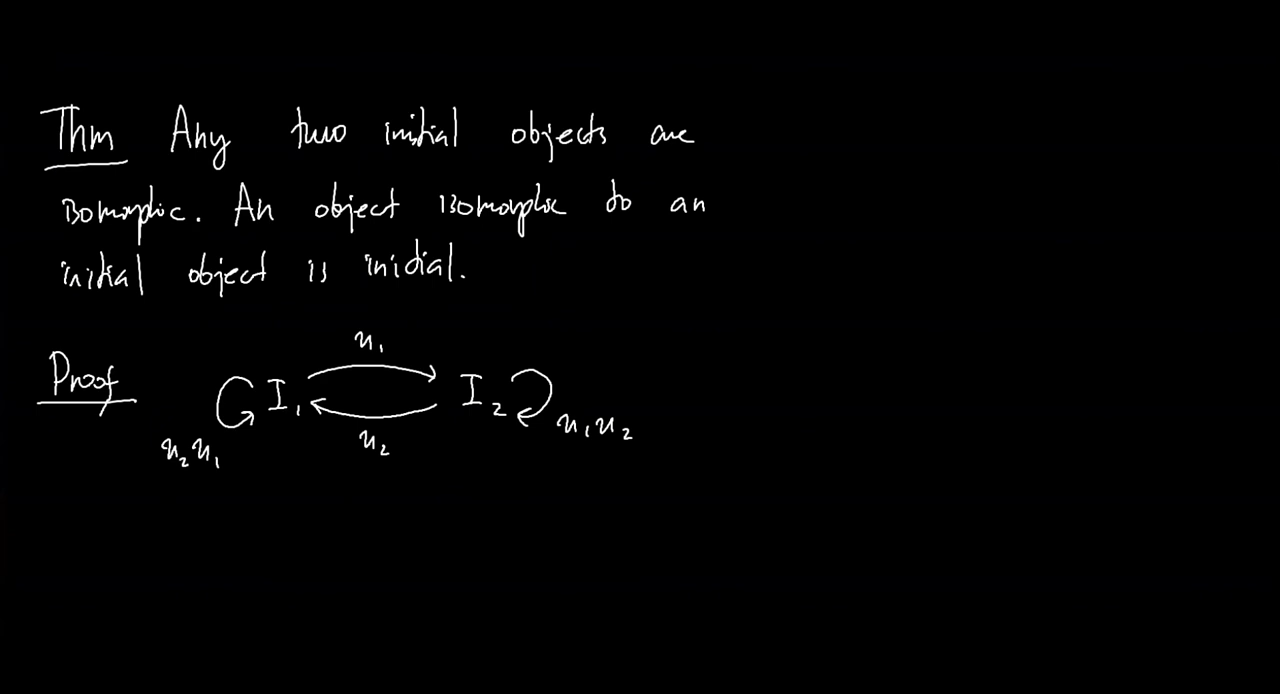 Thm Any two initial objects are
isomorphic. An object isomorphic to an
initial object is initial.
Proof
u₁
I₁ I₂
u₂u₁ u₂ u₁u₂